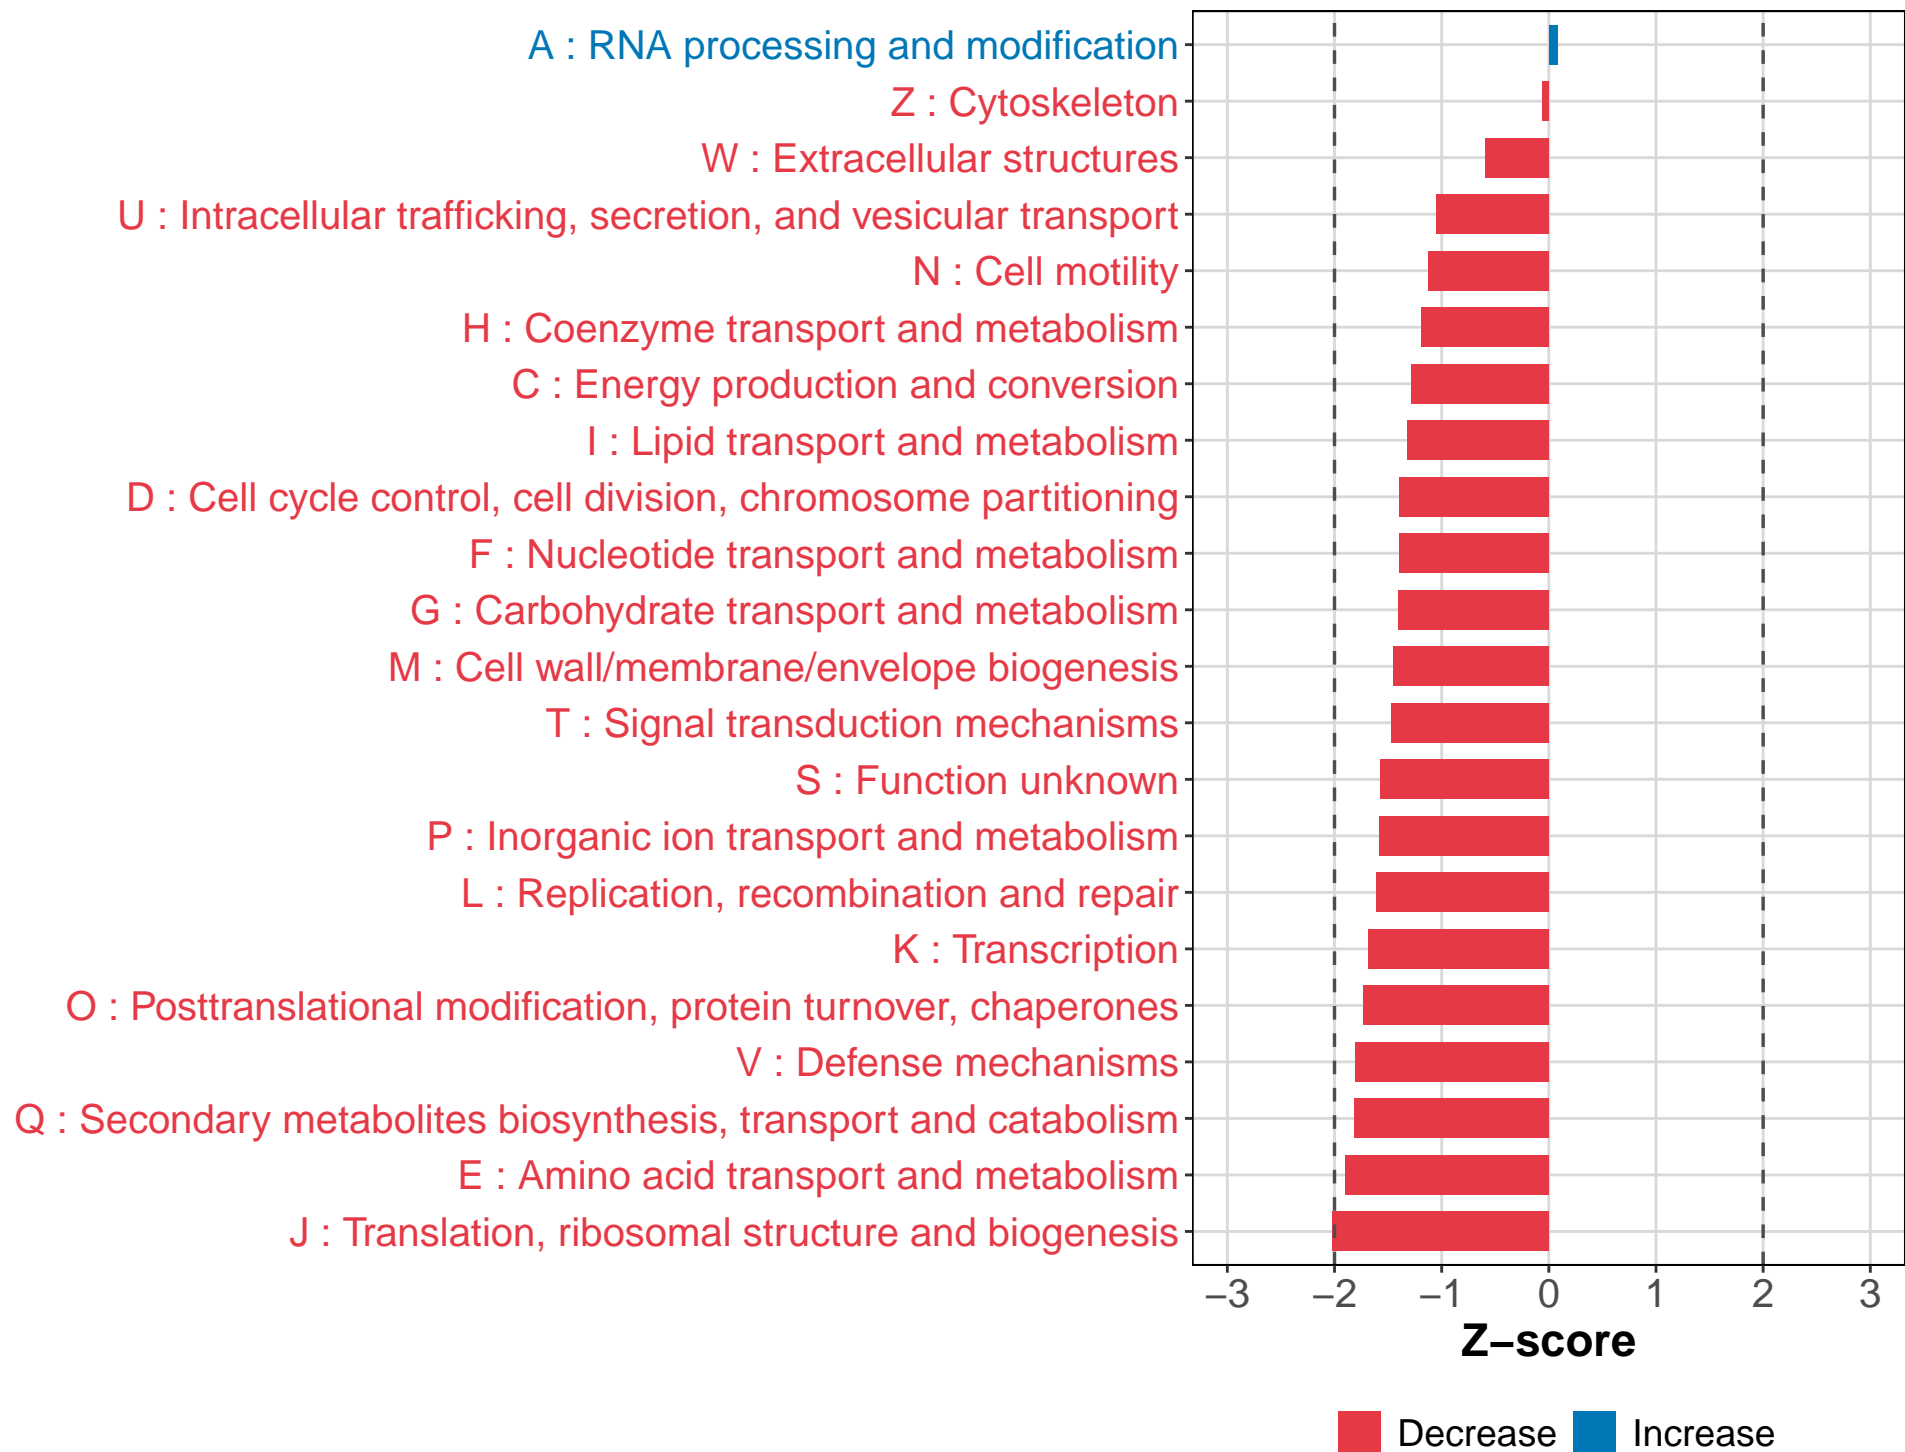 A : RNA processing and modification
Z : Cytoskeleton
W : Extracellular structures
U : Intracellular trafficking, secretion, and vesicular transport
N : Cell motility
H : Coenzyme transport and metabolism
C : Energy production and conversion
I : Lipid transport and metabolism
D : Cell cycle control, cell division, chromosome partitioning
F : Nucleotide transport and metabolism
G : Carbohydrate transport and metabolism
M : Cell wall/membrane/envelope biogenesis
T : Signal transduction mechanisms
S : Function unknown
P : Inorganic ion transport and metabolism
L : Replication, recombination and repair
K : Transcription
O : Posttranslational modification, protein turnover, chaperones
V : Defense mechanisms
Q : Secondary metabolites biosynthesis, transport and catabolism
E : Amino acid transport and metabolism
J : Translation, ribosomal structure and biogenesis
−3 −2 −1 0 1 2 3
Z−score
Decrease Increase